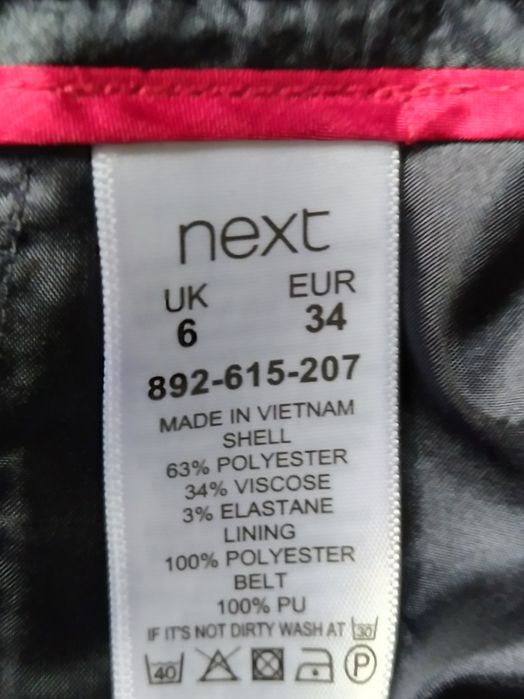 next
UK EUR
6 34
892-615-207
MADE IN VIETNAM
SHELL
63% POLYESTER
34% VISCOSE
3% ELASTANE
LINING
100% POLYESTER
BELT
100% PU
IF IT'S NOT DIRTY WASH AT 30
40 P